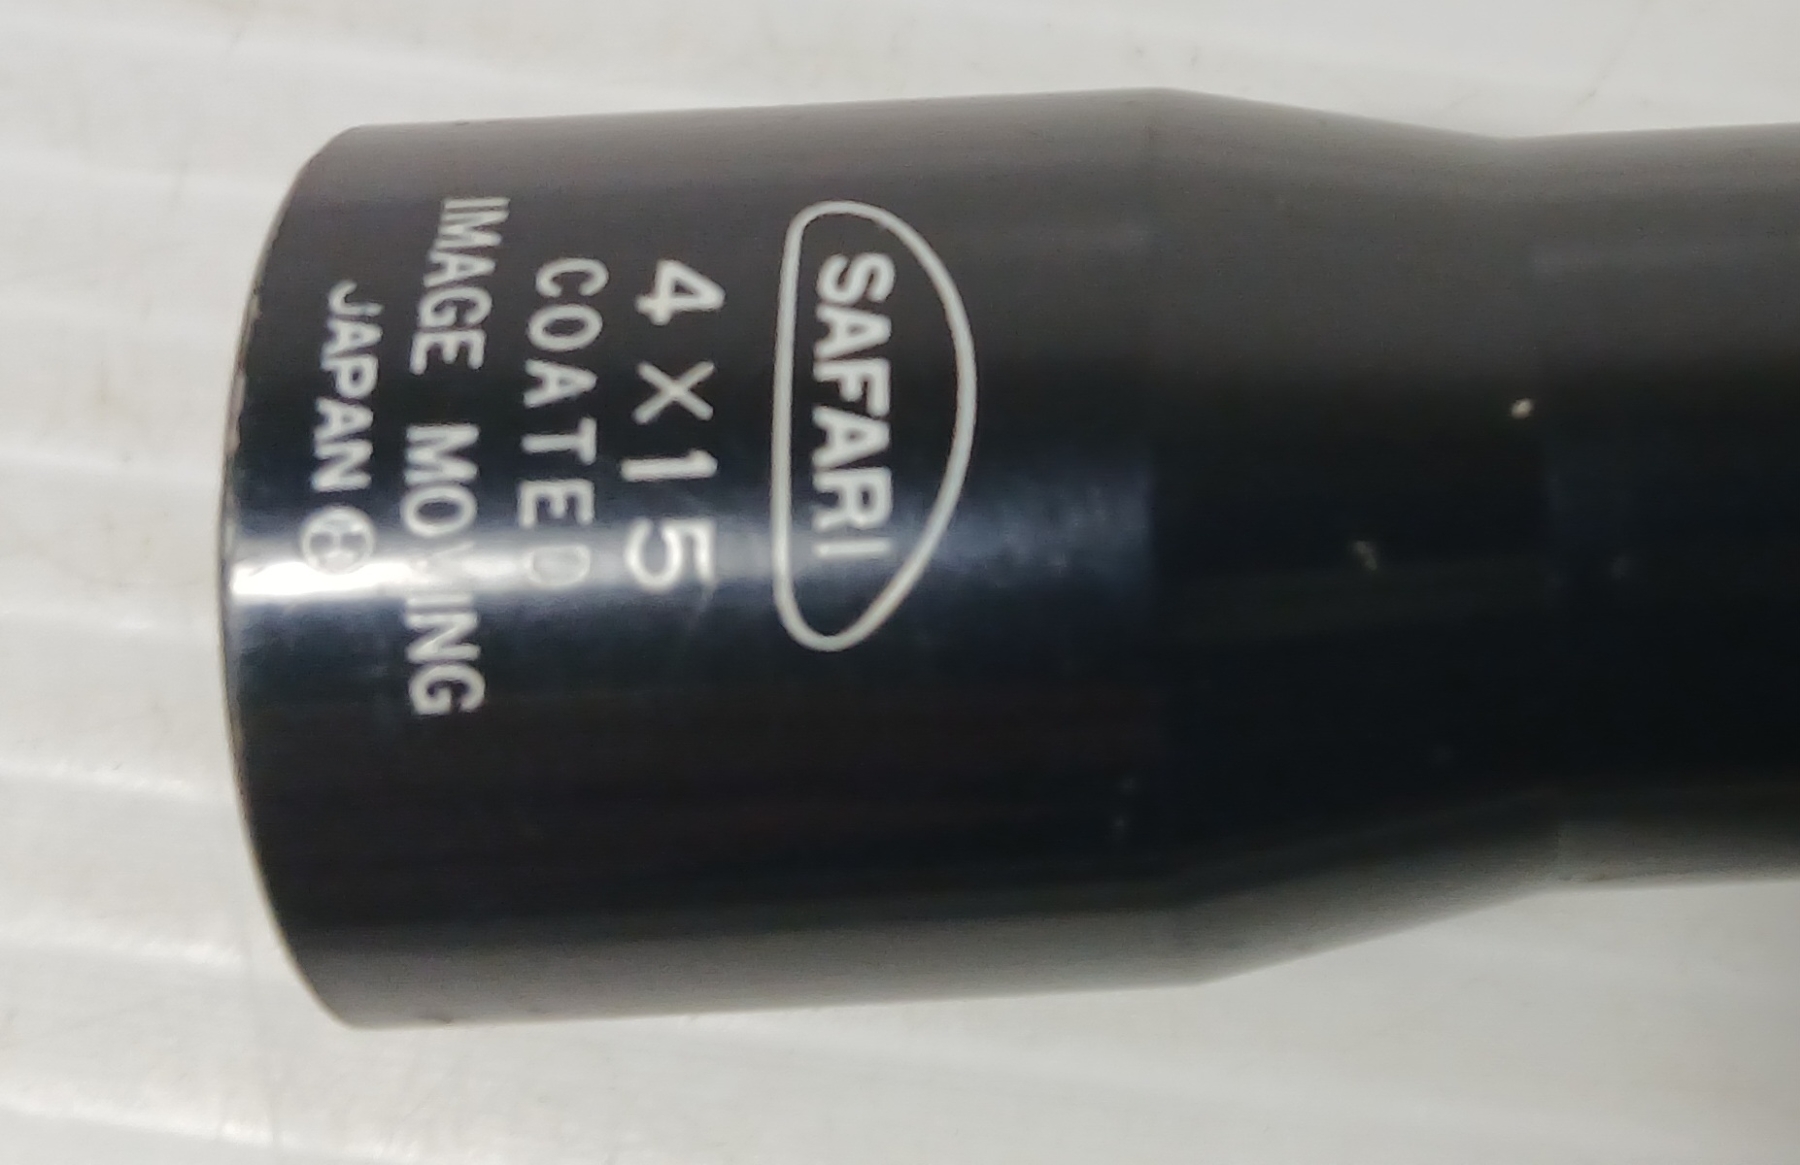 SAFARI
4×15
COATED
IMAGE MOVING
JAPAN